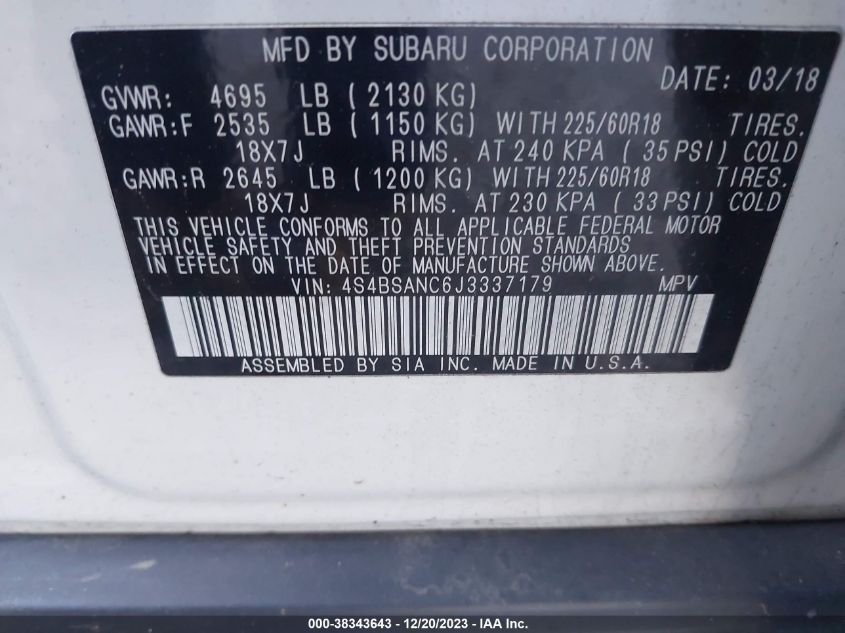 MFD BY SUBARU CORPORATION
DATE: 03/18
GVWR: 4695 LB ( 2130 KG)
GAWR:F 2535 LB ( 1150 KG) WITH 225/60R18 TIRES.
18X7J RIMS. AT 240 KPA ( 35 PSI) COLD
GAWR:R 2645 LB ( 1200 KG) WITH 225/60R18 TIRES.
18X7J RIMS. AT 230 KPA ( 33 PSI) COLD
THIS VEHICLE CONFORMS TO ALL APPLICABLE FEDERAL MOTOR
VEHICLE SAFETY AND THEFT PREVENTION STANDARDS
IN EFFECT ON THE DATE OF MANUFACTURE SHOWN ABOVE.
VIN: 4S4BSANC6J3337179 MPV
ASSEMBLED BY SIA INC. MADE IN U.S.A.
000-38343643 - 12/20/2023 - IAA Inc.